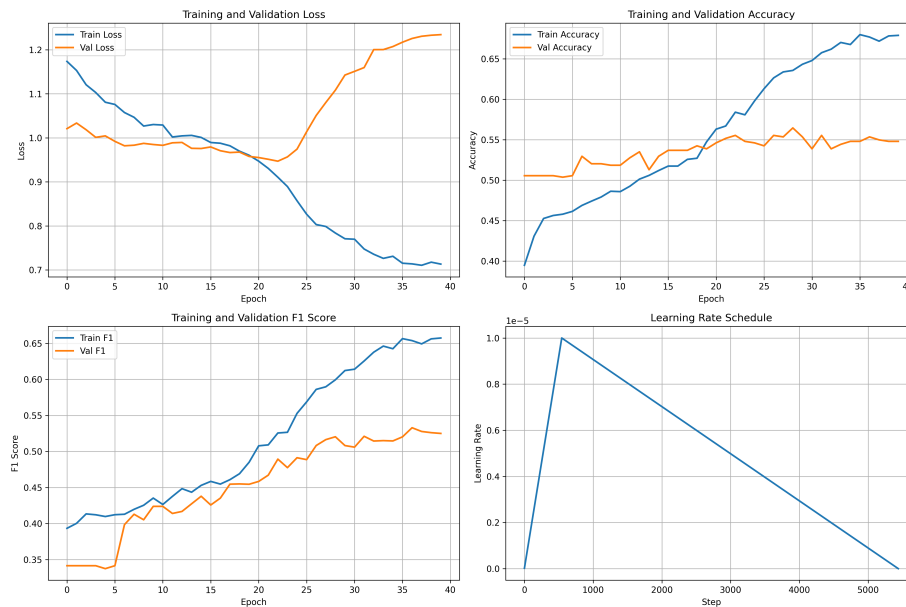 Training and Validation Loss
Train Loss
Val Loss
1.2
1.1
1.0
0.9
0.8
0.7
Loss
0 5 10 15 20 25 30 35 40
Epoch
Training and Validation Accuracy
Train Accuracy
Val Accuracy
0.65
0.60
0.55
0.50
0.45
0.40
Accuracy
0 5 10 15 20 25 30 35
Epoch
Training and Validation F1 Score
Train F1
Val F1
0.65
0.60
0.55
0.50
0.45
0.40
0.35
F1 Score
0 5 10 15 20 25 30 35 40
Epoch
Learning Rate Schedule
1e−5
1.0
0.8
0.6
0.4
0.2
0.0
Learning Rate
0 1000 2000 3000 4000 5000
Step